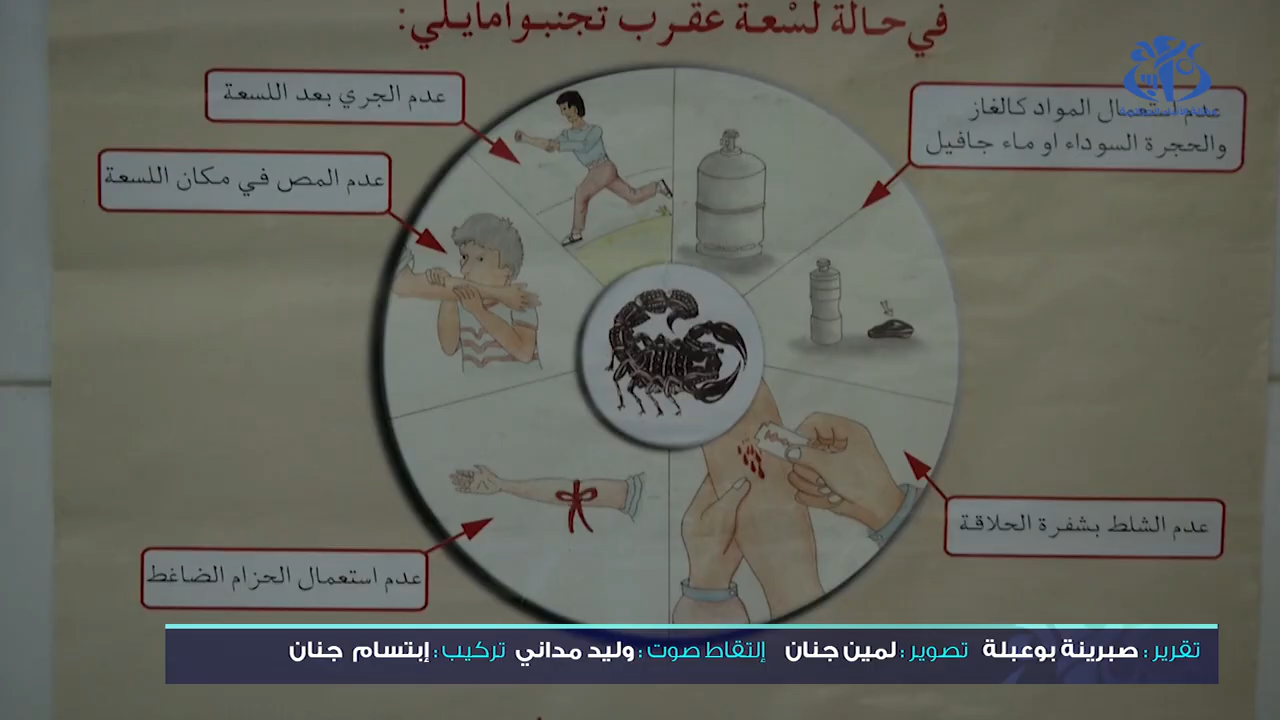 في حالة لسْعة عقرب تجنبوا مايلي:
عدم الجري بعد اللسعة
عدم استعمال المواد كالغاز
والحجرة السوداء او ماء جافيل
عدم المص في مكان اللسعة
عدم الشلط بشفرة الحلاقة
عدم استعمال الحزام الضاغط
تقرير : صبرينة بوعبلة تصوير : لمين جنان إلتقاط صوت : وليد مداني تركيب : إبتسام جنان